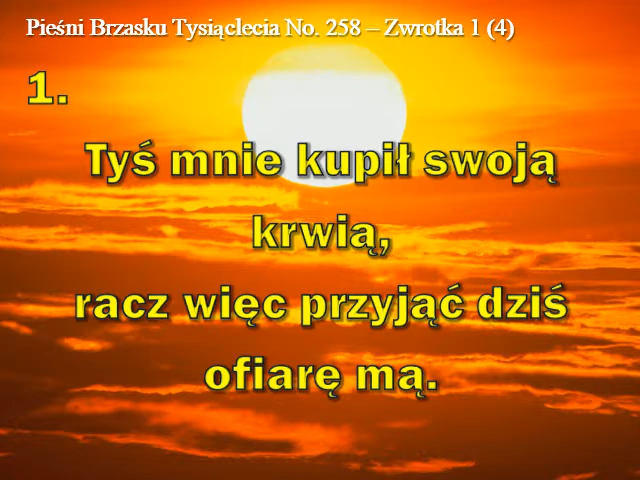 Pieśni Brzasku Tysiąclecia No. 258 – Zwrotka 1 (4)
1.
Tyś mnie kupił swoją
krwią,
racz więc przyjąć dziś
ofiarę mą.